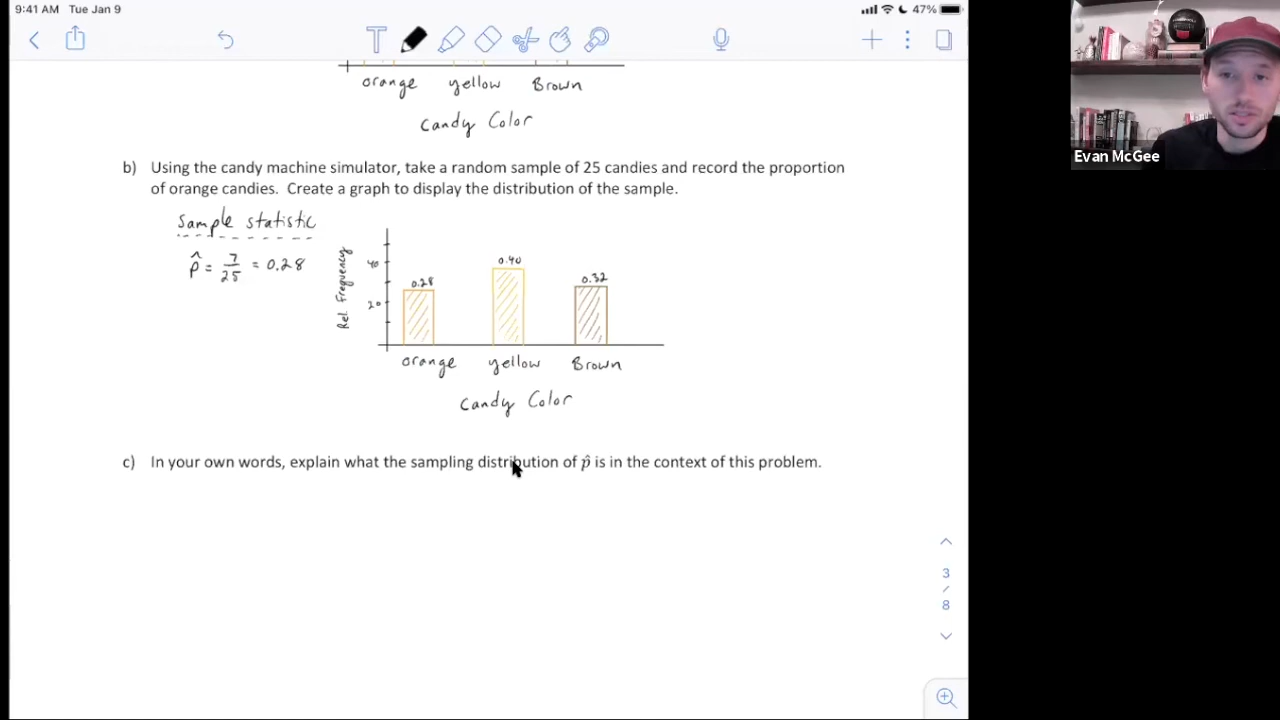 9:41 AM Tue Jan 9
47%
orange yellow Brown
Candy Color
Evan McGee
b) Using the candy machine simulator, take a random sample of 25 candies and record the proportion
of orange candies. Create a graph to display the distribution of the sample.
Sample statistic
p̂ = 7/25 = 0.28
Rel. Frequency
40
20
0.28 0.40 0.32
orange yellow Brown
Candy Color
c) In your own words, explain what the sampling distribution of p̂ is in the context of this problem.
3
/
8